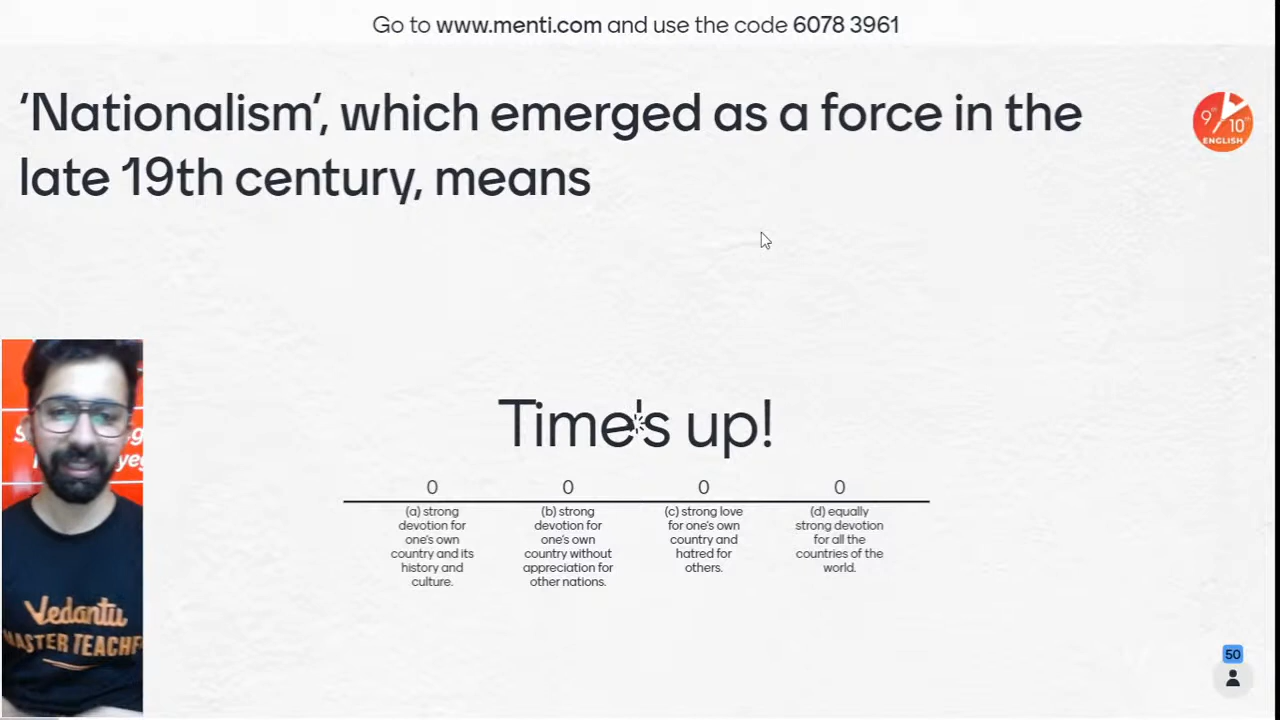 Go to www.menti.com and use the code 6078 3961
‘Nationalism’, which emerged as a force in the
late 19th century, means
9th
10th
ENGLISH
Time's up!
0 0 0 0
(a) strong
devotion for
one's own
country and its
history and
culture.
(b) strong
devotion for
one's own
country without
appreciation for
other nations.
(c) strong love
for one's own
country and
hatred for
others.
(d) equally
strong devotion
for all the
countries of the
world.
Vedantu
MASTER TEACHE
50